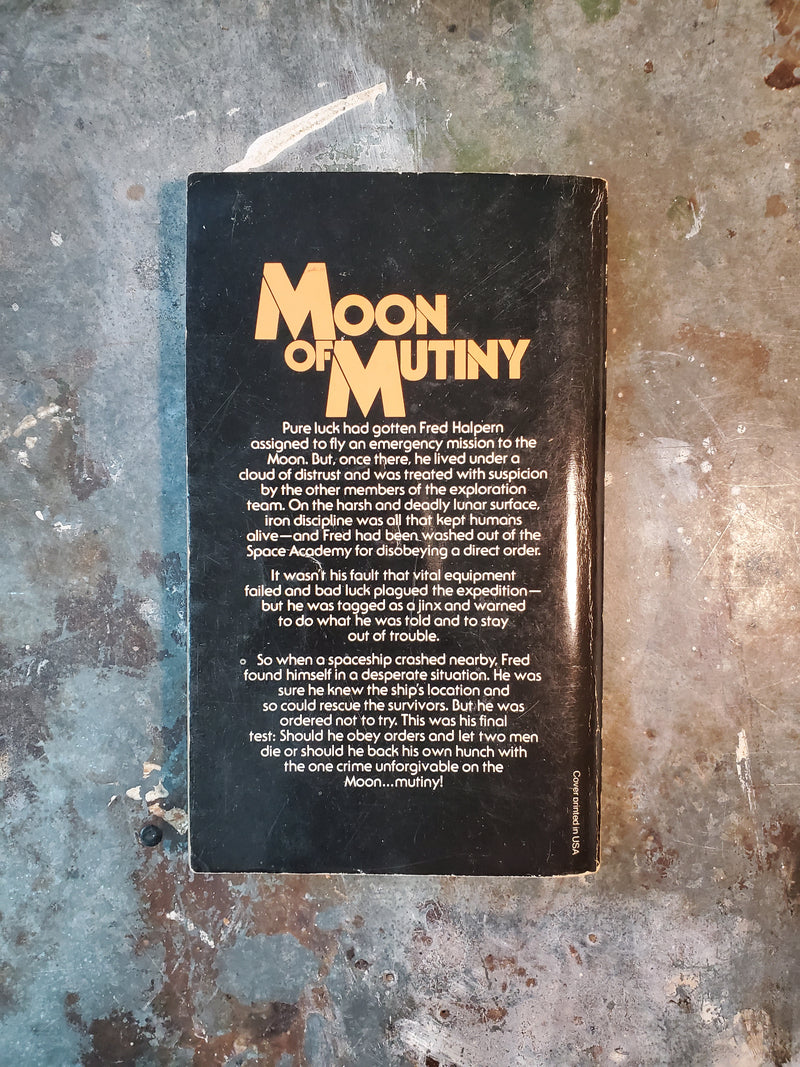 MOON
OF MUTINY
Pure luck had gotten Fred Halpern
assigned to fly an emergency mission to the
Moon. But, once there, he lived under a
cloud of distrust and was treated with suspicion
by the other members of the exploration
team. On the harsh and deadly lunar surface,
iron discipline was all that kept humans
alive—and Fred had been washed out of the
Space Academy for disobeying a direct order.
It wasn't his fault that vital equipment
failed and bad luck plagued the expedition—
but he was tagged as a jinx and warned
to do what he was told and to stay
out of trouble.
So when a spaceship crashed nearby, Fred
found himself in a desperate situation. He was
sure he knew the ship's location and
so could rescue the survivors. But he was
ordered not to try. This was his final
test: Should he obey orders and let two men
die or should he back his own hunch with
the one crime unforgivable on the
Moon...mutiny!
Cover printed in USA